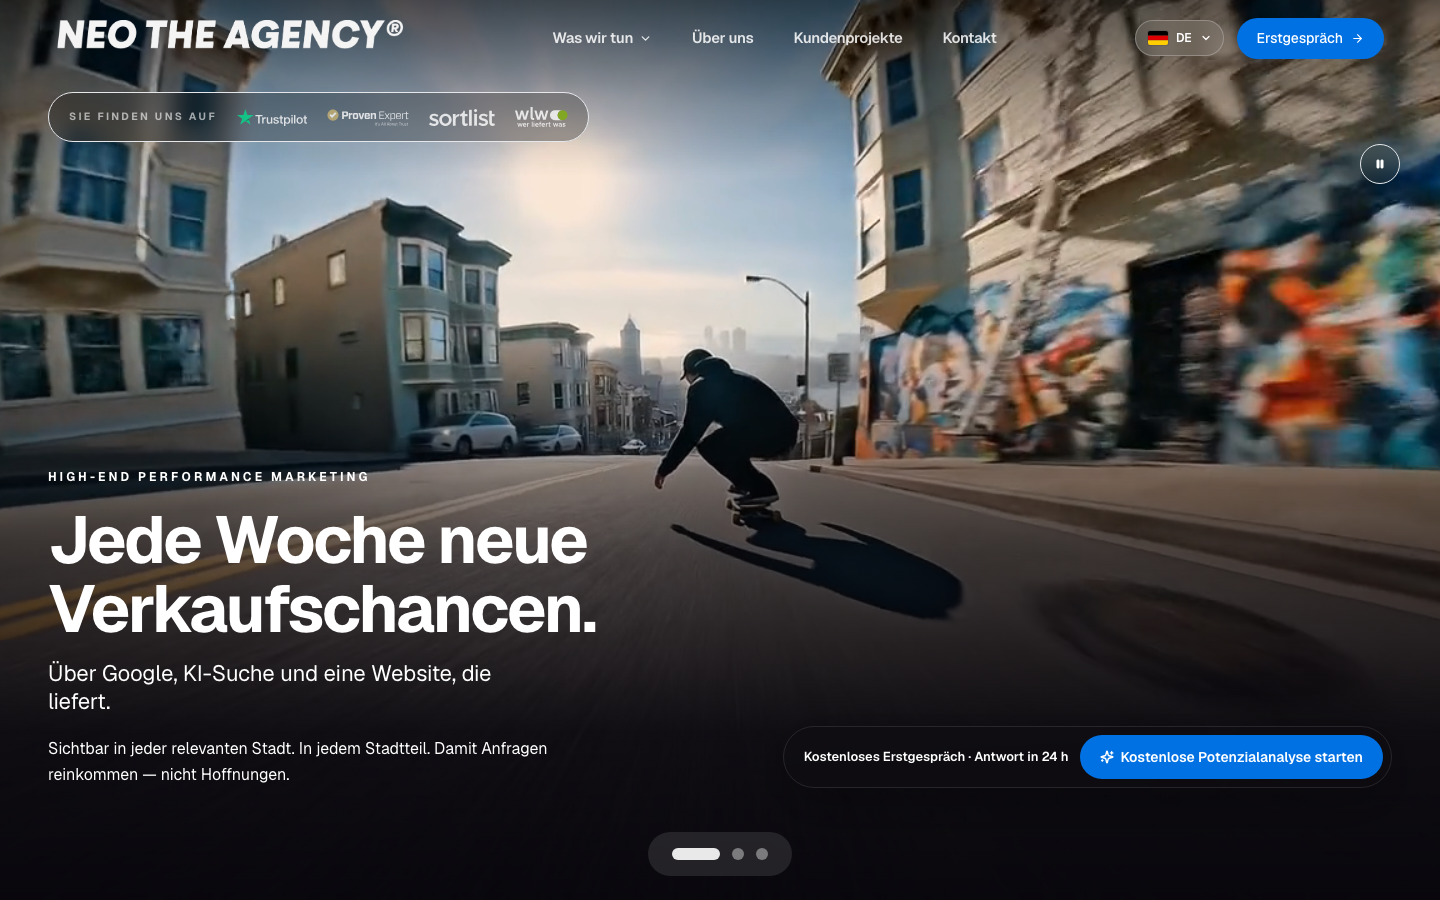 NEO THE AGENCY®
Was wir tun
Über uns
Kundenprojekte
Kontakt
DE
Erstgespräch
SIE FINDEN UNS AUF
Trustpilot
ProvenExpert
sortlist
wlw
wer liefert was
HIGH-END PERFORMANCE MARKETING
Jede Woche neue
Verkaufschancen.
Über Google, KI-Suche und eine Website, die
liefert.
Sichtbar in jeder relevanten Stadt. In jedem Stadtteil. Damit Anfragen
reinkommen — nicht Hoffnungen.
Kostenloses Erstgespräch · Antwort in 24 h
Kostenlose Potenzialanalyse starten